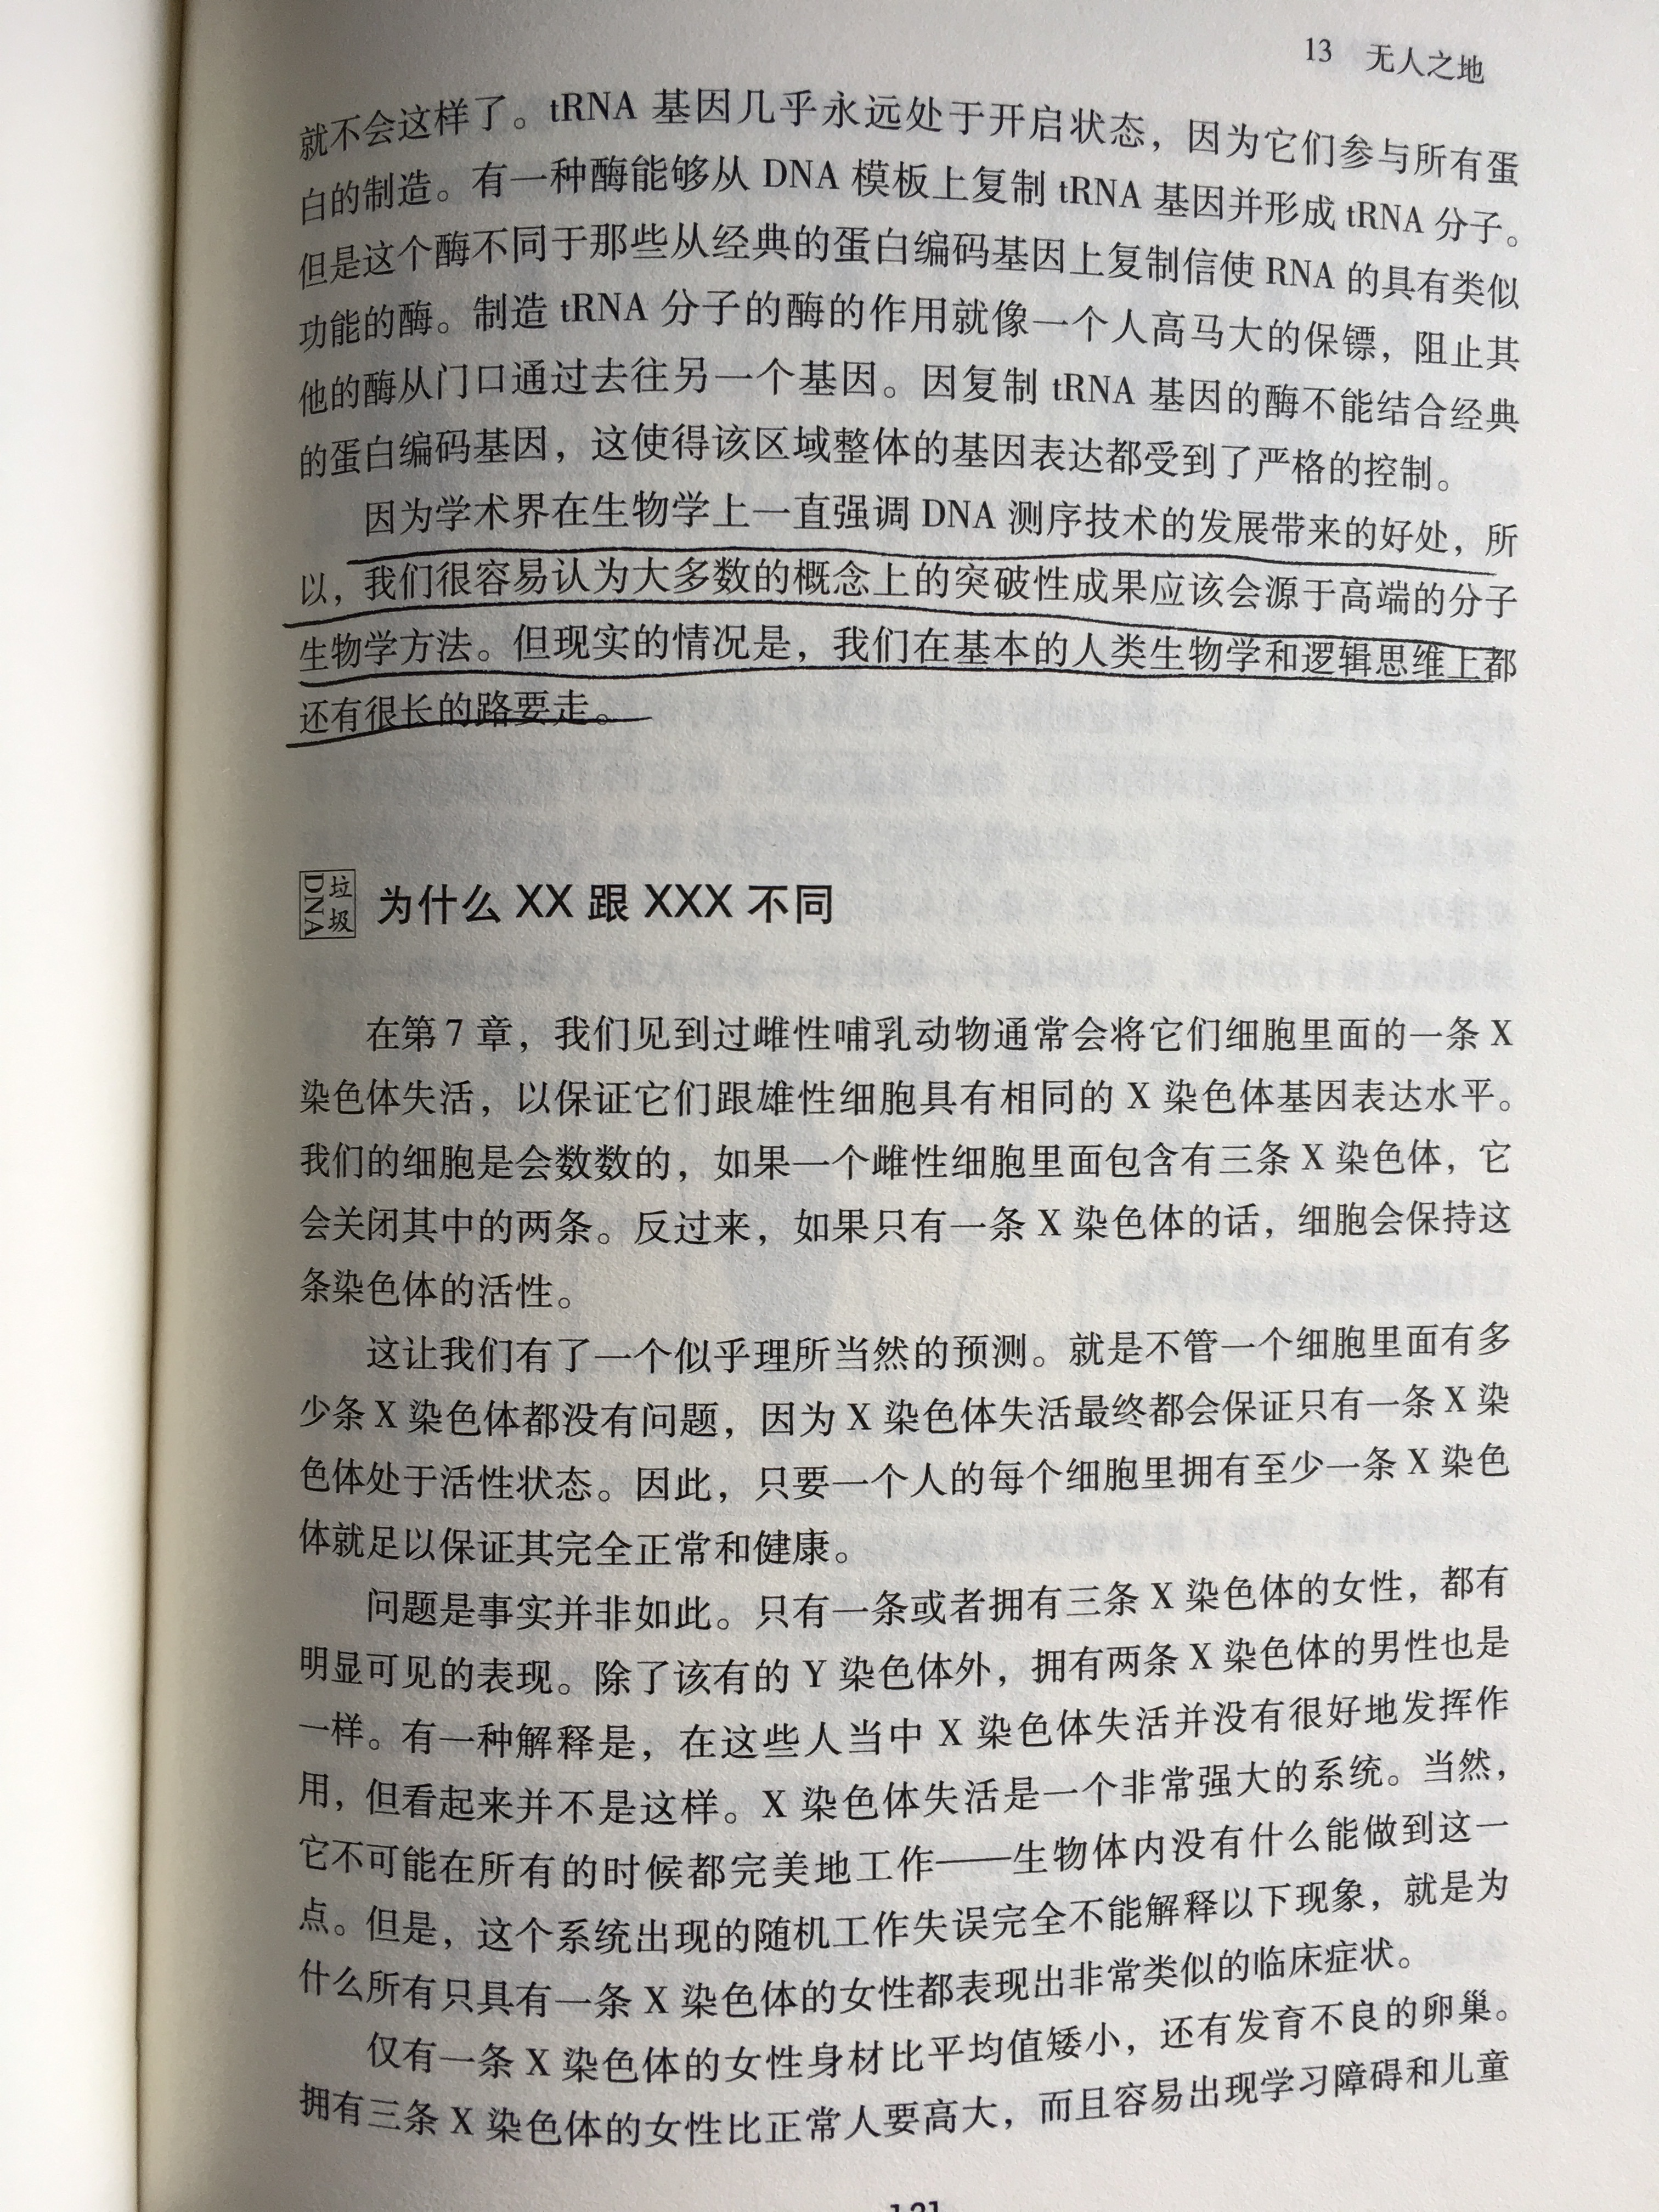 13 无人之地
就不会这样了。tRNA 基因几乎永远处于开启状态，因为它们参与所有蛋
白的制造。有一种酶能够从 DNA 模板上复制 tRNA 基因并形成 tRNA 分子。
但是这个酶不同于那些从经典的蛋白编码基因上复制信使 RNA 的具有类似
功能的酶。制造 tRNA 分子的酶的作用就像一个人高马大的保镖，阻止其
他的酶从门口通过去往另一个基因。因复制 tRNA 基因的酶不能结合经典
的蛋白编码基因，这使得该区域整体的基因表达都受到了严格的控制。
因为学术界在生物学上一直强调 DNA 测序技术的发展带来的好处，所
以，我们很容易认为大多数的概念上的突破性成果应该会源于高端的分子
生物学方法。但现实的情况是，我们在基本的人类生物学和逻辑思维上都
还有很长的路要走。
垃圾 DNA
为什么 XX 跟 XXX 不同
在第 7 章，我们见到过雌性哺乳动物通常会将它们细胞里面的一条 X
染色体失活，以保证它们跟雄性细胞具有相同的 X 染色体基因表达水平。
我们的细胞是会数数的，如果一个雌性细胞里面包含有三条 X 染色体，它
会关闭其中的两条。反过来，如果只有一条 X 染色体的话，细胞会保持这
条染色体的活性。
这让我们有了一个似乎理所当然的预测。就是不管一个细胞里面有多
少条 X 染色体都没有问题，因为 X 染色体失活最终都会保证只有一条 X 染
色体处于活性状态。因此，只要一个人的每个细胞里拥有至少一条 X 染色
体就足以保证其完全正常和健康。
问题是事实并非如此。只有一条或者拥有三条 X 染色体的女性，都有
明显可见的表现。除了该有的 Y 染色体外，拥有两条 X 染色体的男性也是
一样。有一种解释是，在这些人当中 X 染色体失活并没有很好地发挥作
用，但看起来并不是这样。X 染色体失活是一个非常强大的系统。当然，
它不可能在所有的时候都完美地工作——生物体内没有什么能做到这一
点。但是，这个系统出现的随机工作失误完全不能解释以下现象，就是为
什么所有只具有一条 X 染色体的女性都表现出非常类似的临床症状。
仅有一条 X 染色体的女性身材比平均值矮小，还有发育不良的卵巢。
拥有三条 X 染色体的女性比正常人要高大，而且容易出现学习障碍和儿童